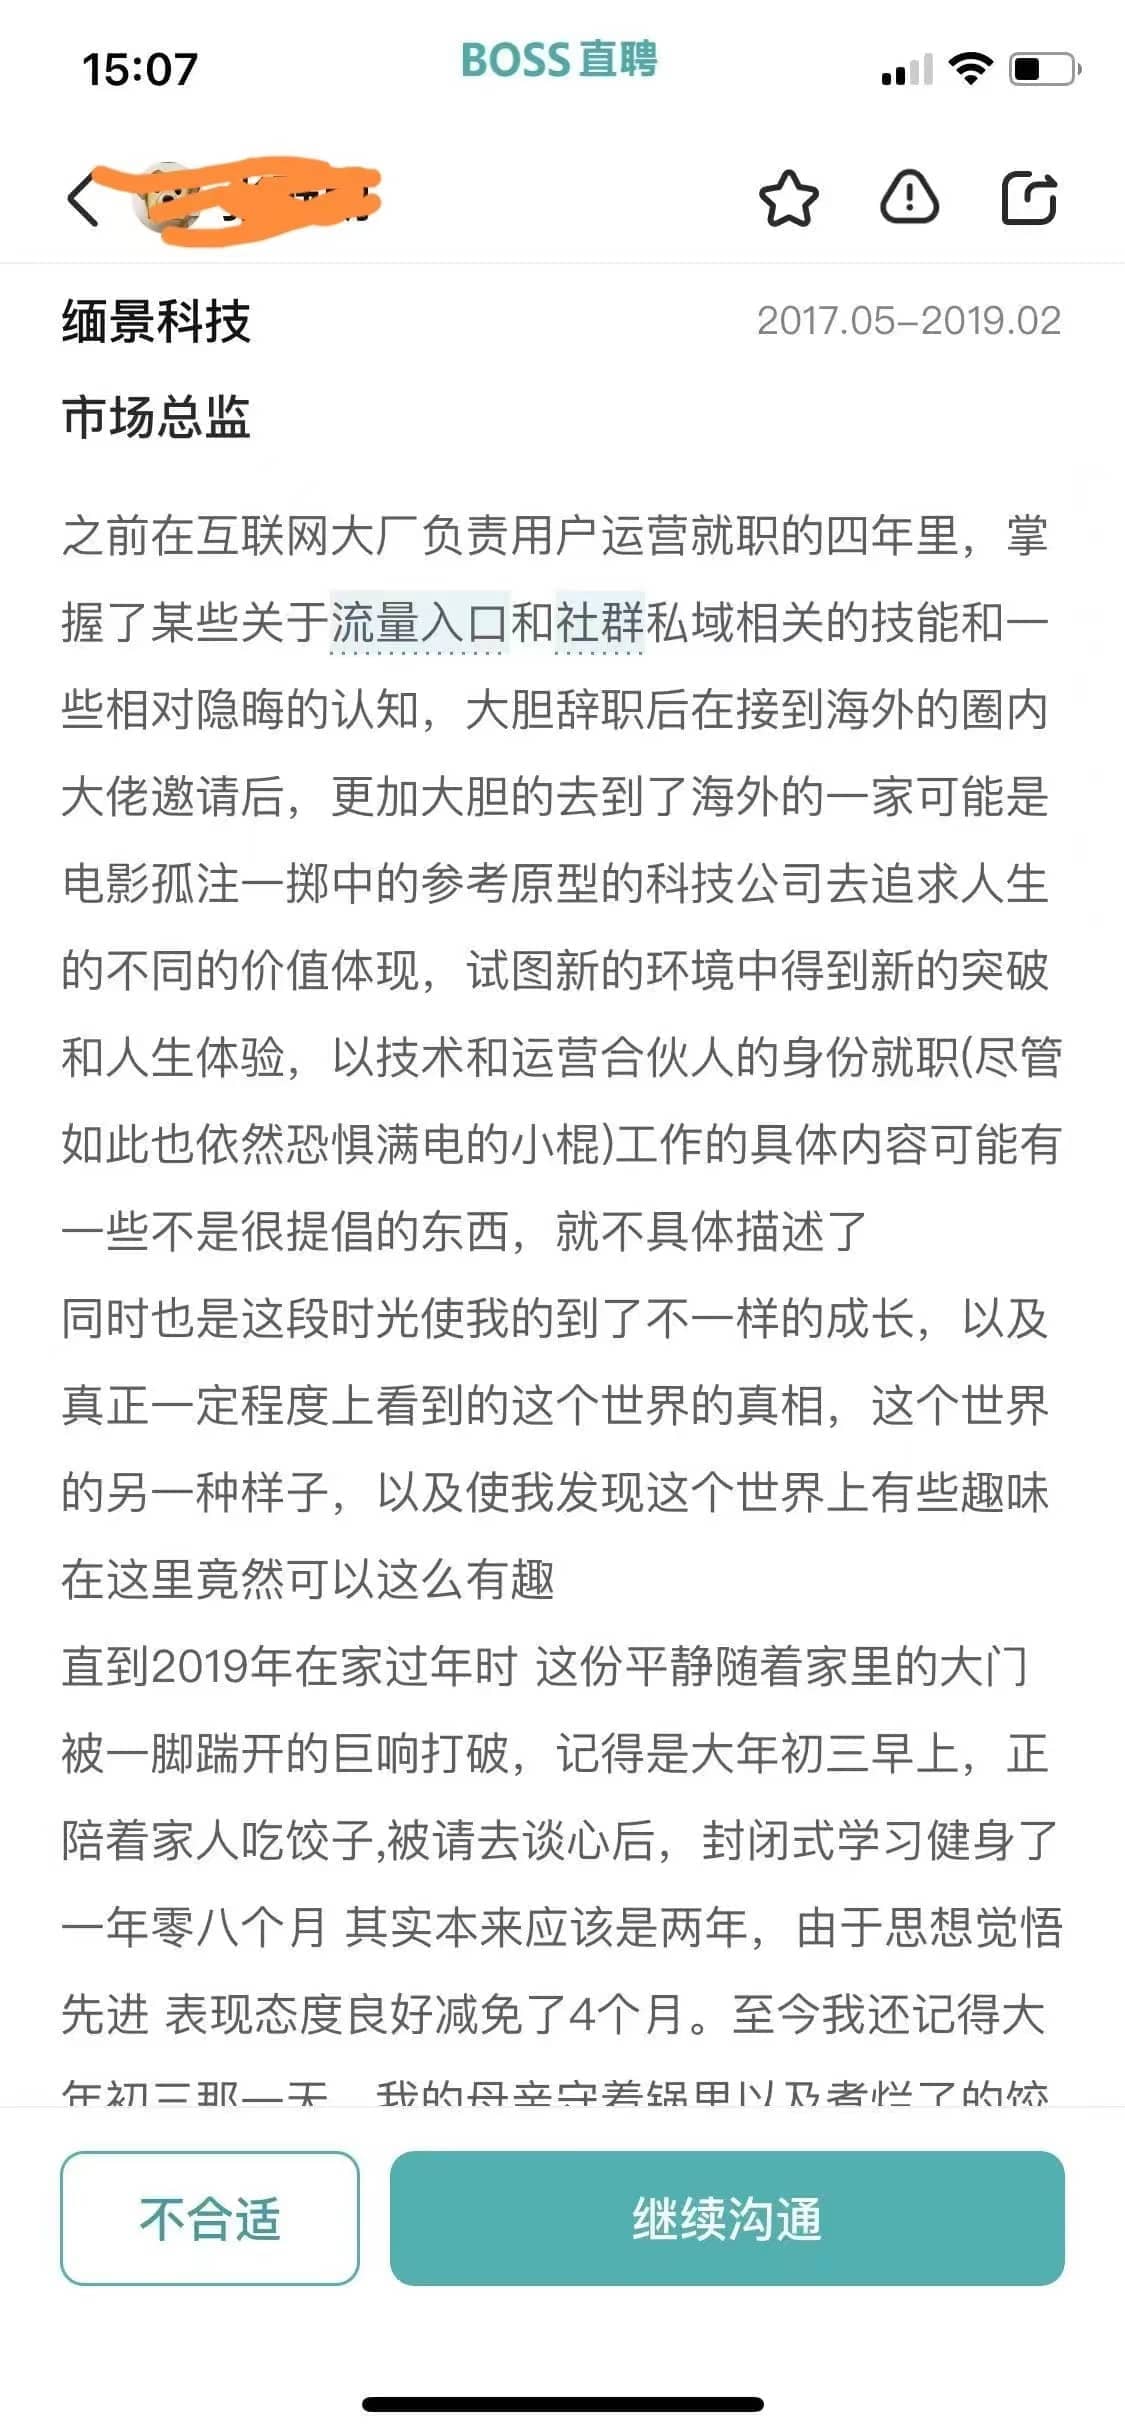 15:07
BOSS直聘
缅景科技
2017.05-2019.02
市场总监
之前在互联网大厂负责用户运营就职的四年里，掌
握了某些关于流量入口和社群私域相关的技能和一
些相对隐晦的认知，大胆辞职后在接到海外的圈内
大佬邀请后，更加大胆的去到了海外的一家可能是
电影孤注一掷中的参考原型的科技公司去追求人生
的不同的价值体现，试图新的环境中得到新的突破
和人生体验，以技术和运营合伙人的身份就职(尽管
如此也依然恐惧满电的小棍)工作的具体内容可能有
一些不是很提倡的东西，就不具体描述了
同时也是这段时光使我的到了不一样的成长，以及
真正一定程度上看到的这个世界的真相，这个世界
的另一种样子，以及使我发现这个世界上有些趣味
在这里竟然可以这么有趣
直到2019年在家过年时 这份平静随着家里的大门
被一脚踹开的巨响打破，记得是大年初三早上，正
陪着家人吃饺子,被请去谈心后，封闭式学习健身了
一年零八个月 其实本来应该是两年，由于思想觉悟
先进 表现态度良好减免了4个月。至今我还记得大
年初三那一天，我的母亲守着锅里以及煮烂了的饺
不合适
继续沟通